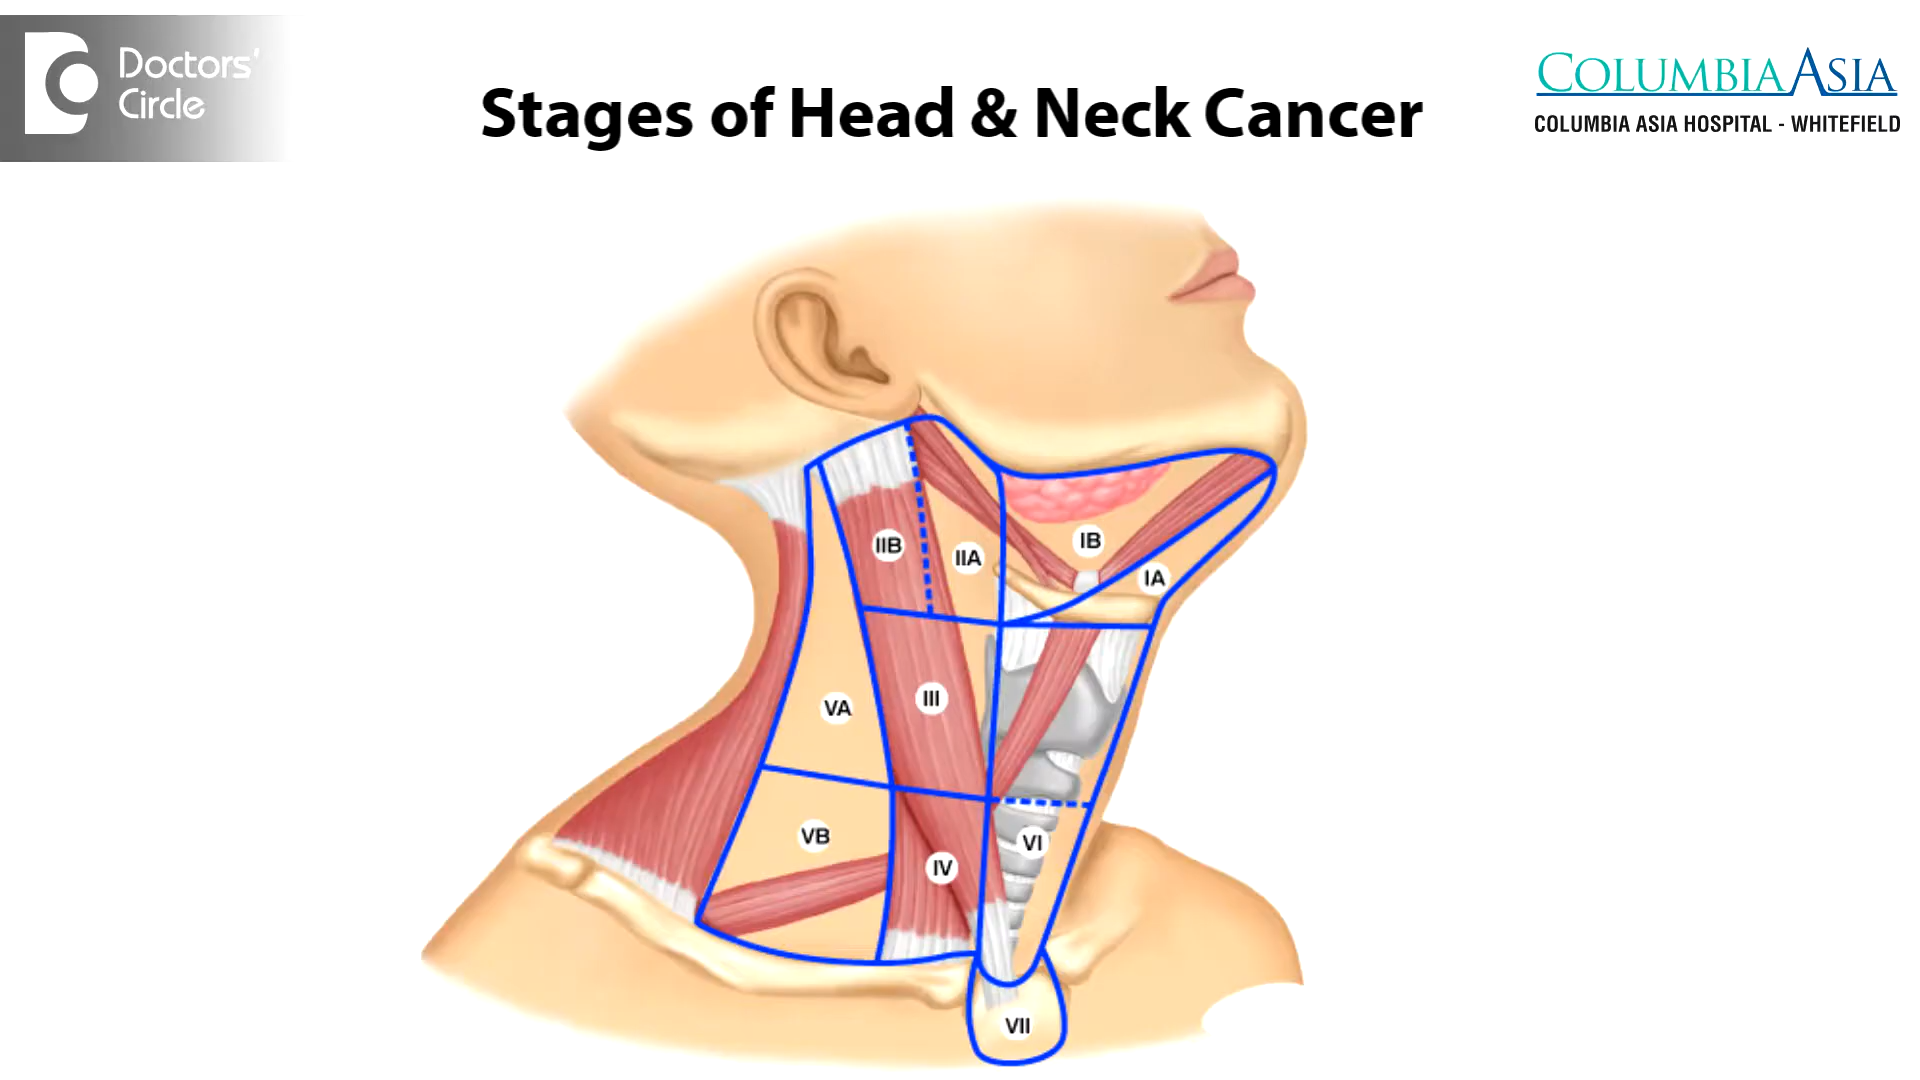 Doctors'
Circle
Stages of Head & Neck Cancer
COLUMBIA ASIA
COLUMBIA ASIA HOSPITAL - WHITEFIELD
IIB
IIA
IB
IA
VA
III
VB
IV
VI
VII